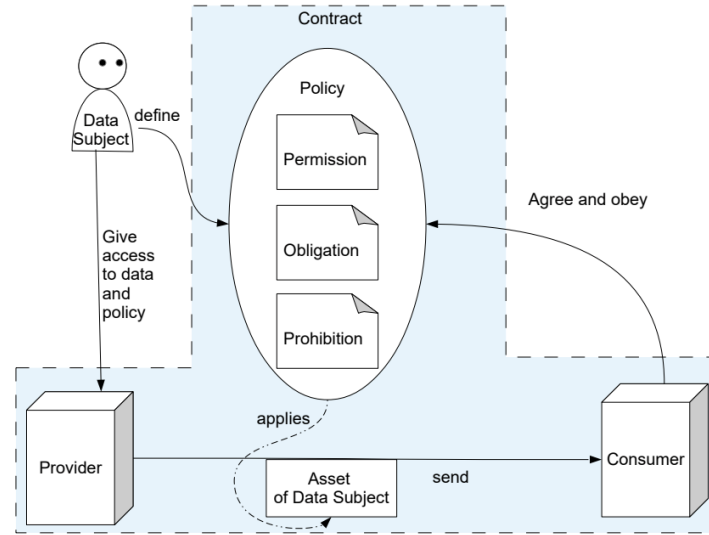 Contract
Policy
Data
Subject
define
Permission
Agree and obey
Give
access
to data
and
policy
Obligation
Prohibition
applies
Provider
Asset
of Data Subject
send
Consumer